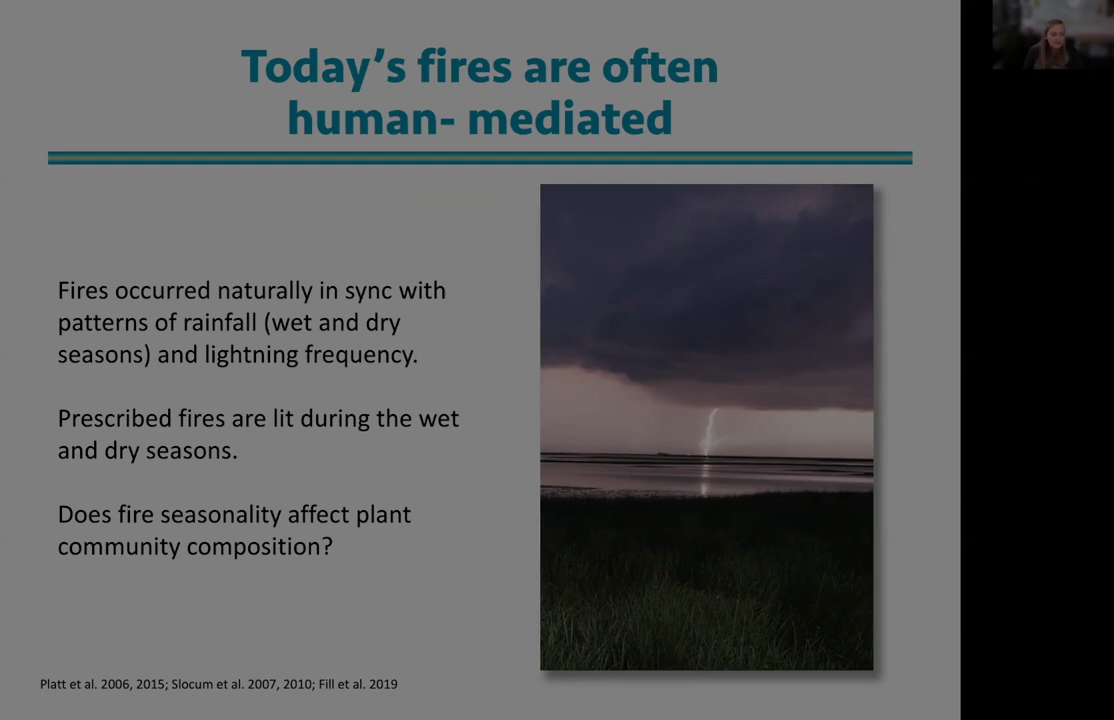 Today's fires are often
human- mediated
Fires occurred naturally in sync with
patterns of rainfall (wet and dry
seasons) and lightning frequency.
Prescribed fires are lit during the wet
and dry seasons.
Does fire seasonality affect plant
community composition?
Platt et al. 2006, 2015; Slocum et al. 2007, 2010; Fill et al. 2019